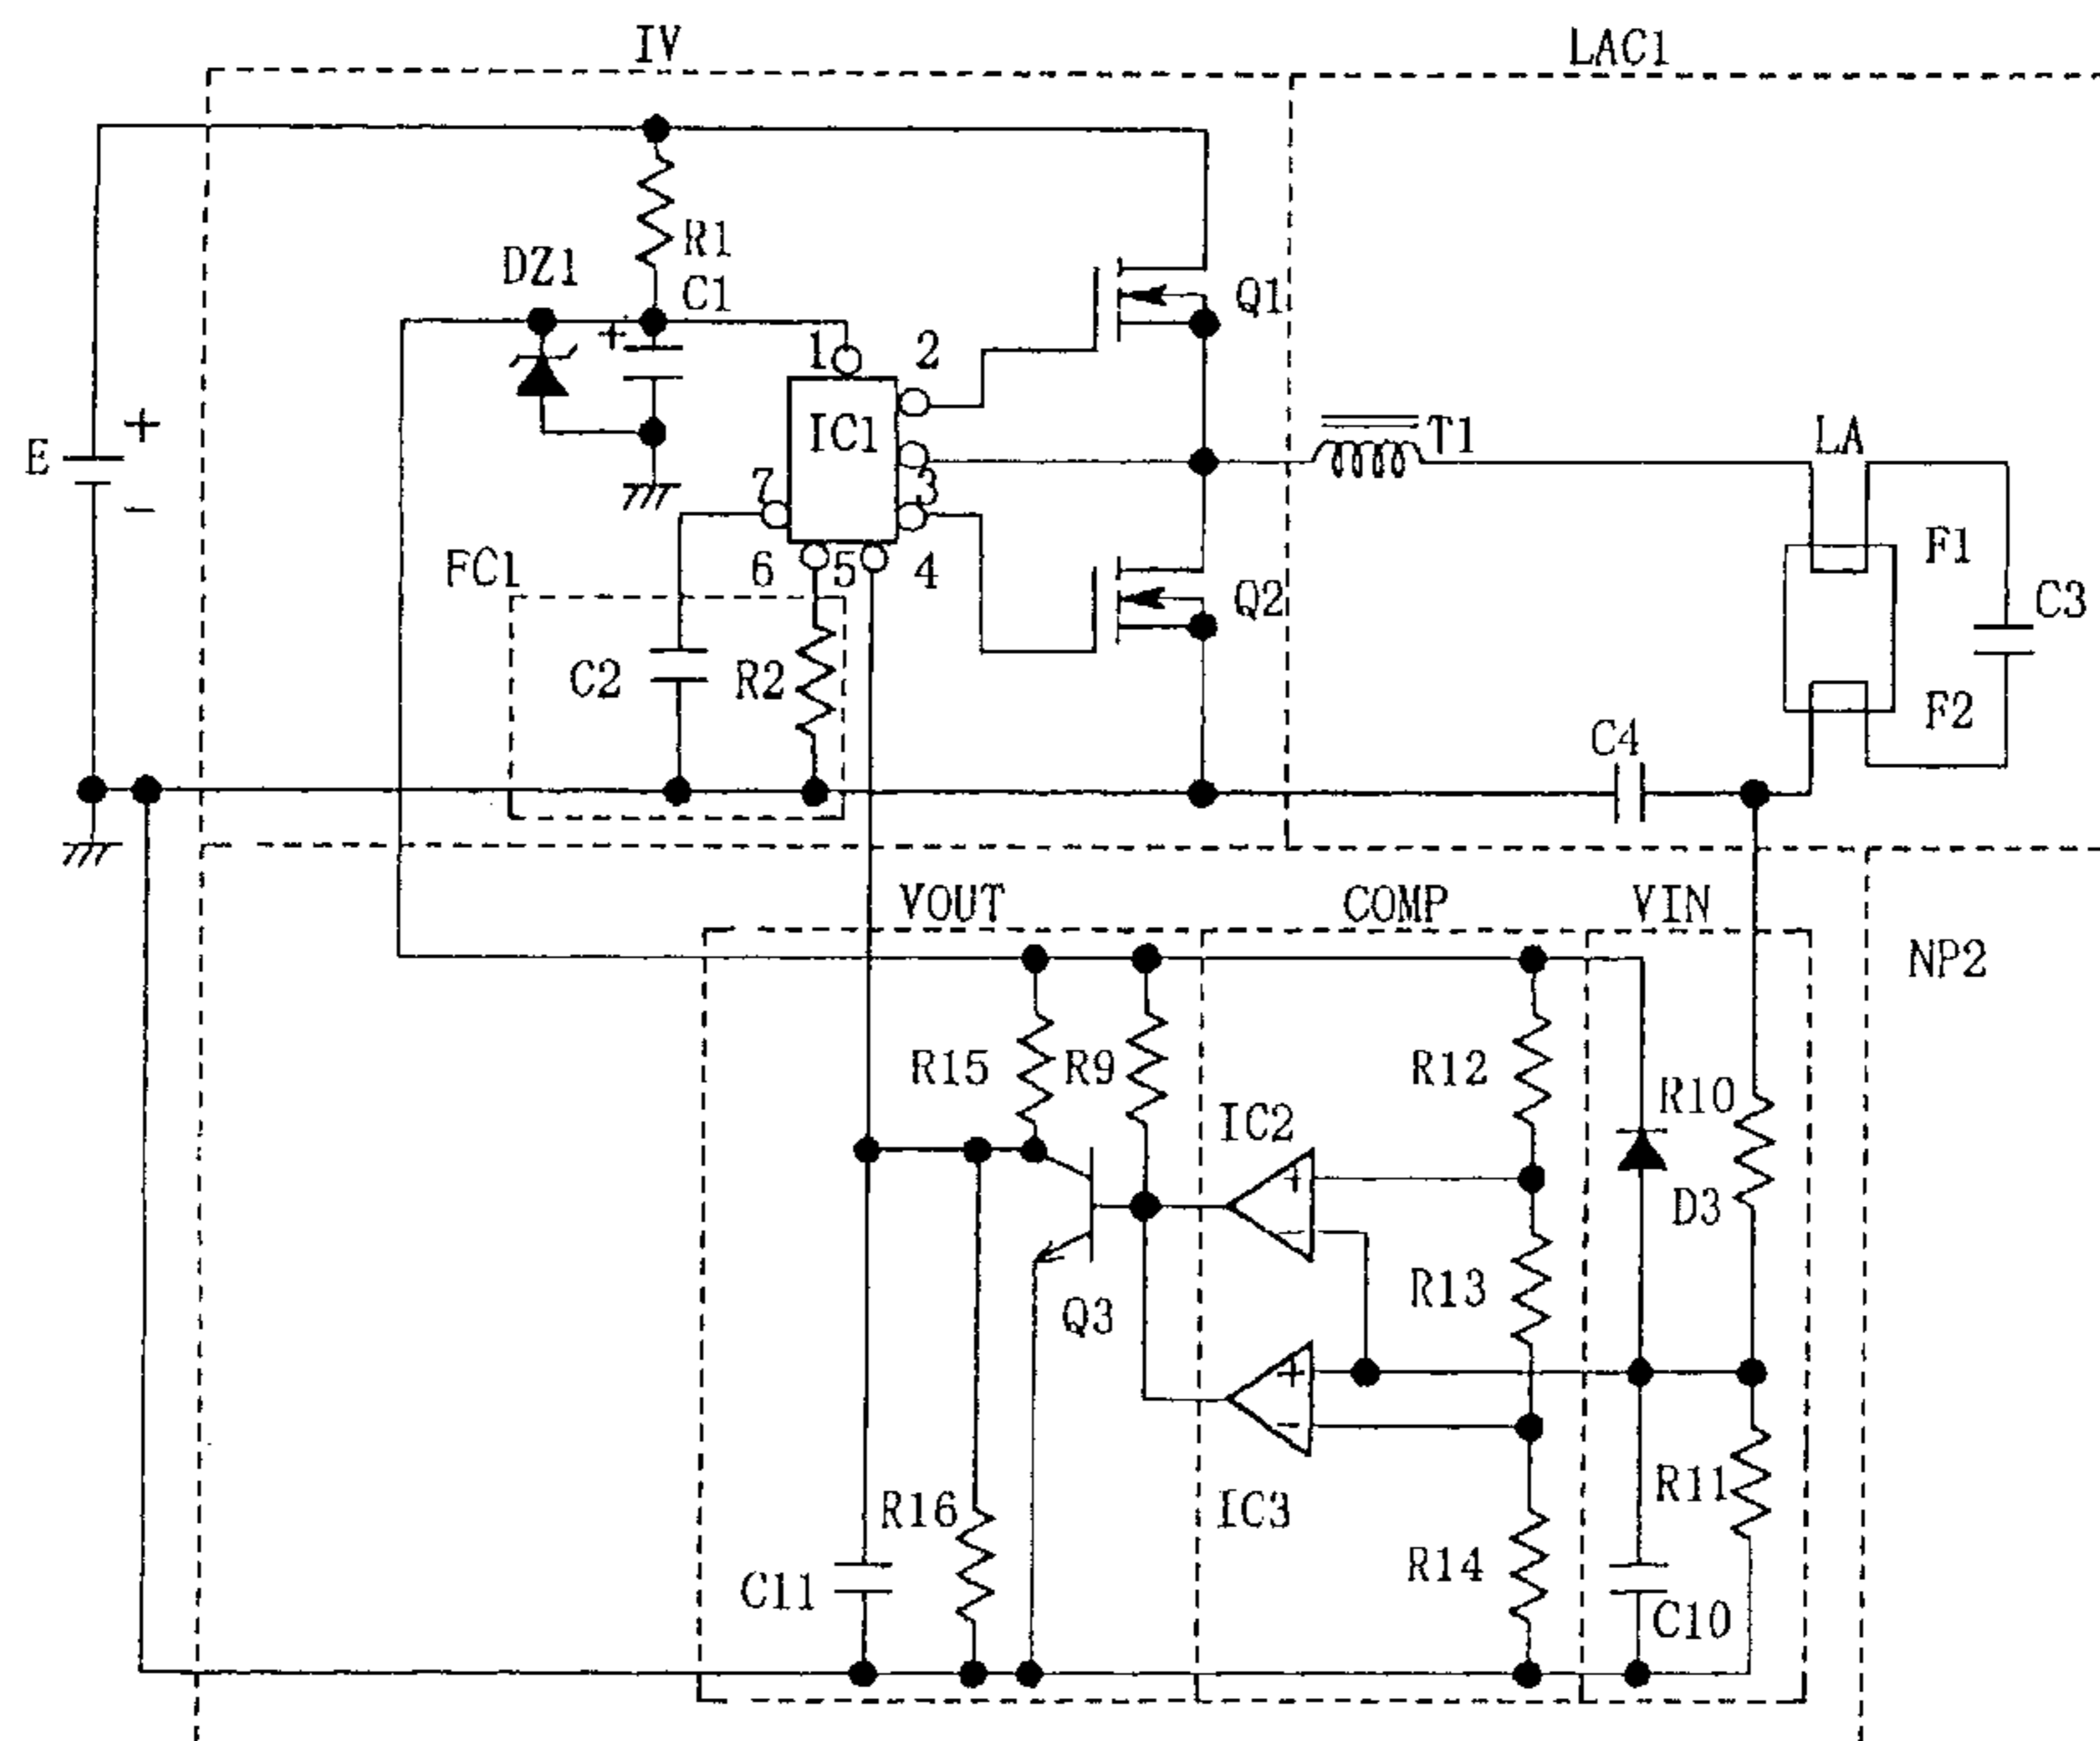 IV
LAC1
R1
DZ1
C1
+
Q1
1
2
E
+
-
IC1
T1
LA
7
3
FC1
6
5
4
F1
Q2
C3
C2
R2
F2
C4
VOUT
COMP
VIN
NP2
R15
R9
R12
R10
IC2
+
-
D3
R13
Q3
+
-
R11
R16
IC3
R14
C11
C10